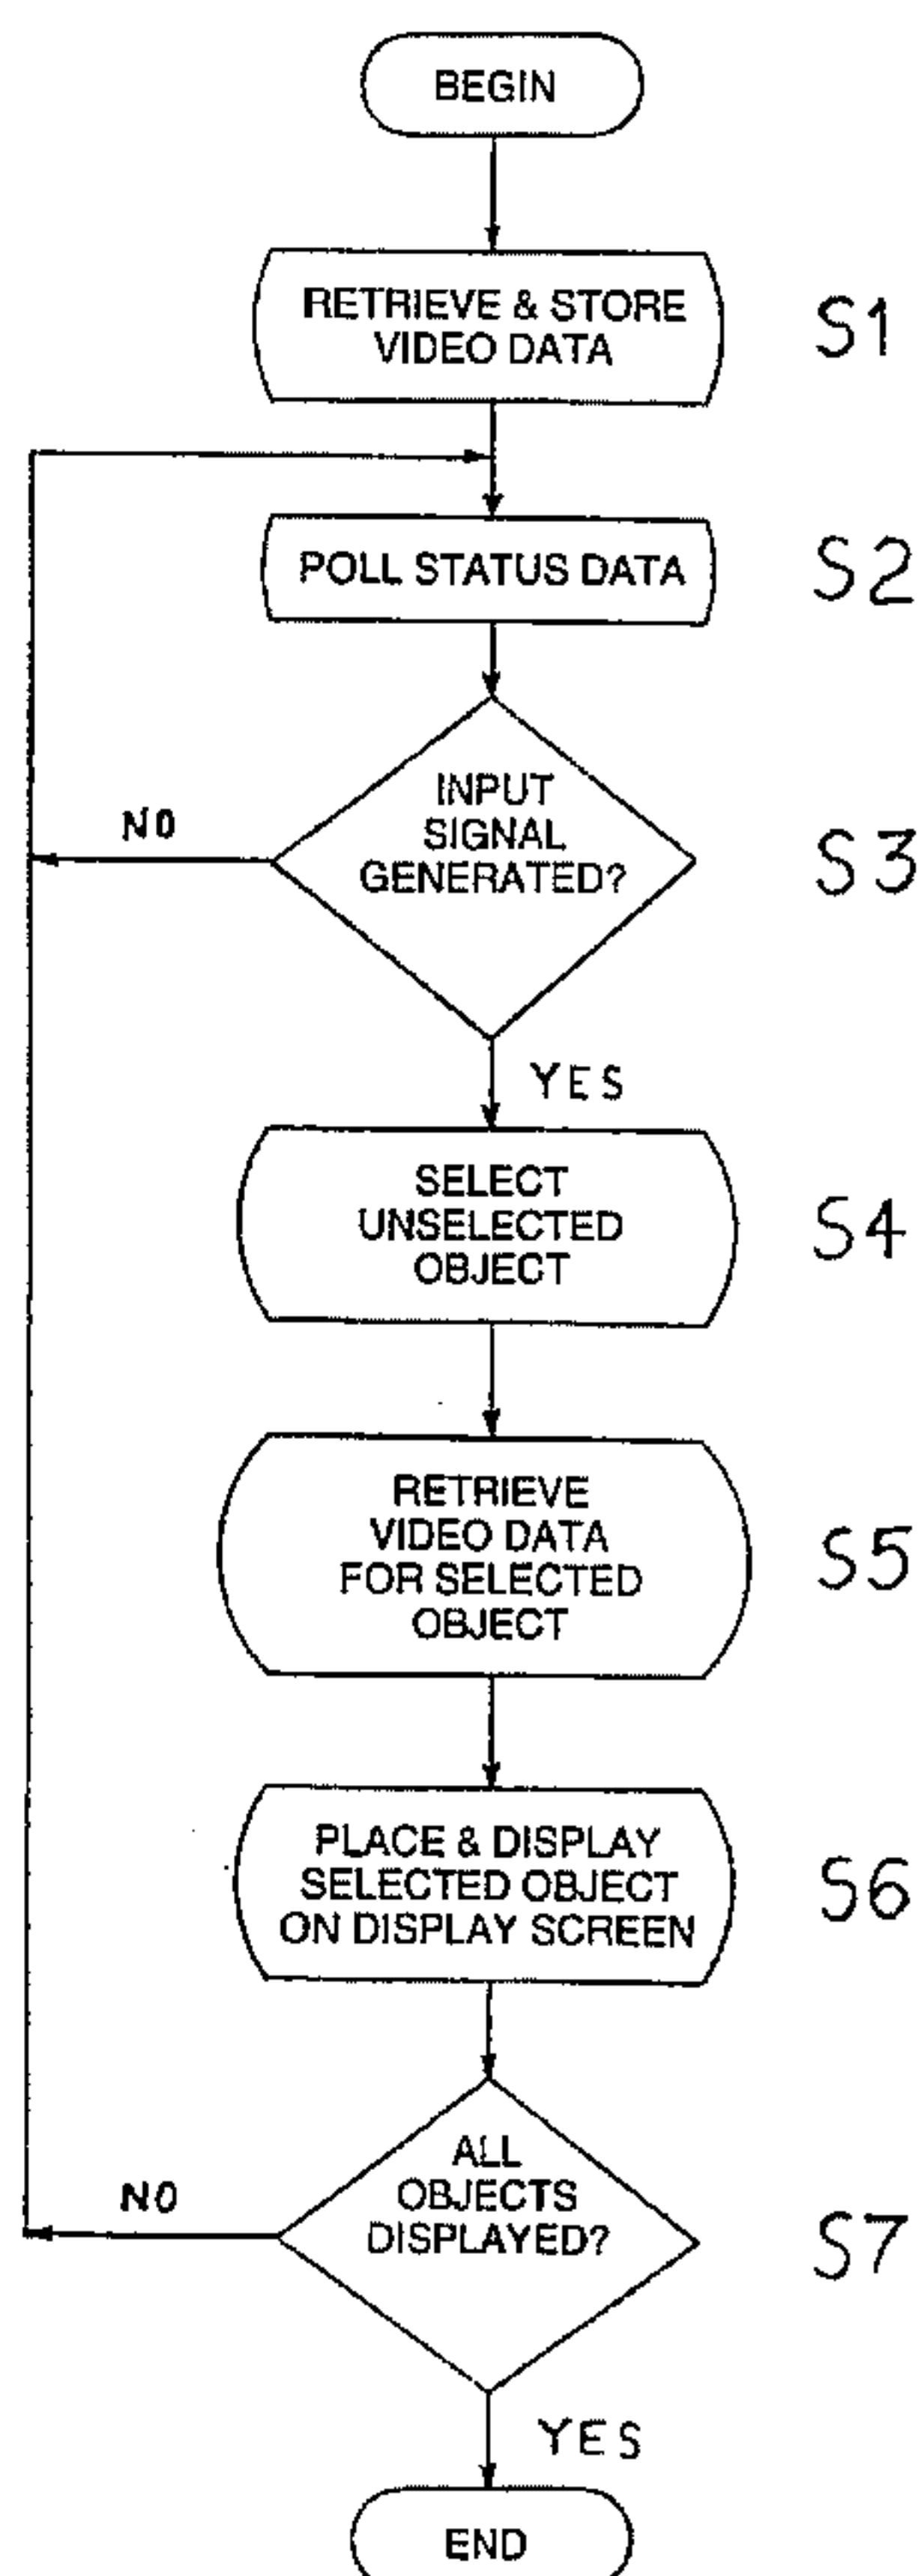 BEGIN
RETRIEVE & STORE
VIDEO DATA
S1
POLL STATUS DATA
S2
INPUT
SIGNAL
GENERATED?
S3
NO
YES
SELECT
UNSELECTED
OBJECT
S4
RETRIEVE
VIDEO DATA
FOR SELECTED
OBJECT
S5
PLACE & DISPLAY
SELECTED OBJECT
ON DISPLAY SCREEN
S6
ALL
OBJECTS
DISPLAYED?
S7
NO
YES
END